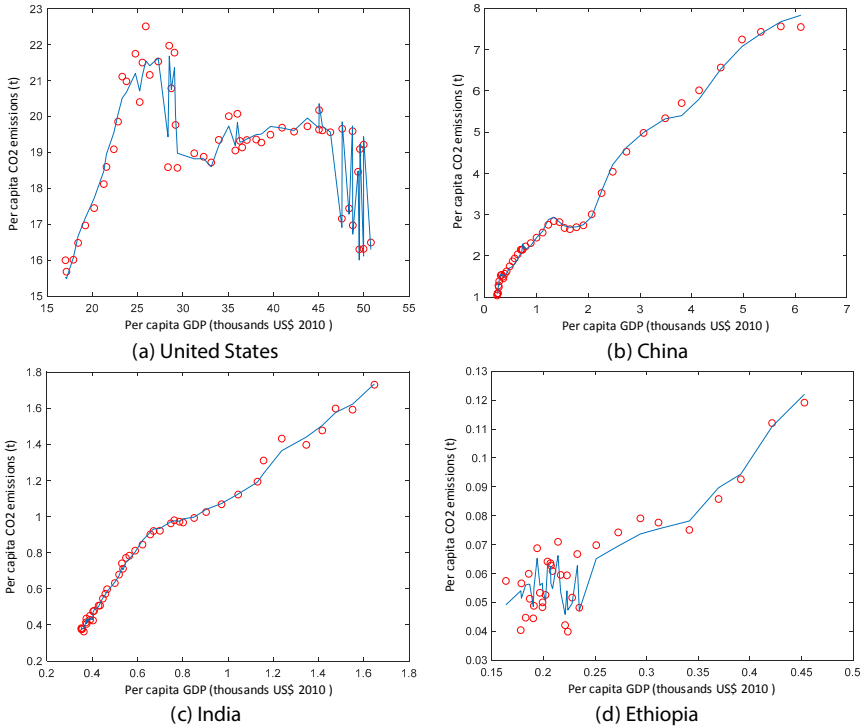 23
22
21
20
19
18
17
16
15
Per capita CO2 emissions (t)
15 20 25 30 35 40 45 50 55
Per capita GDP (thousands US$ 2010 )
(a) United States
8
7
6
5
4
3
2
1
Per capita CO2 emissions (t)
0 1 2 3 4 5 6 7
Per capita GDP (thousands US$ 2010 )
(b) China
1.8
1.6
1.4
1.2
1
0.8
0.6
0.4
0.2
Per capita CO2 emissions (t)
0.2 0.4 0.6 0.8 1 1.2 1.4 1.6 1.8
Per capita GDP (thousands US$ 2010 )
(c) India
0.13
0.12
0.11
0.1
0.09
0.08
0.07
0.06
0.05
0.04
0.03
Per capita CO2 emissions (t)
0.15 0.2 0.25 0.3 0.35 0.4 0.45 0.5
Per capita GDP (thousands US$ 2010 )
(d) Ethiopia